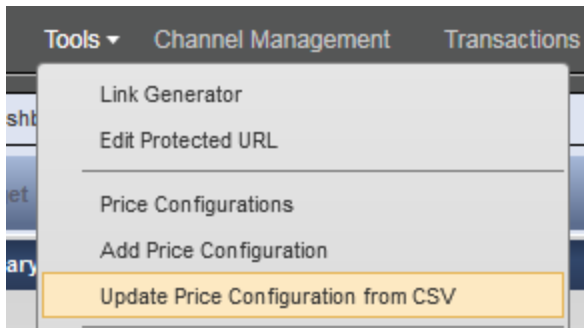 Tools ▾ Channel Management Transactions
Link Generator
Edit Protected URL
Price Configurations
Add Price Configuration
Update Price Configuration from CSV